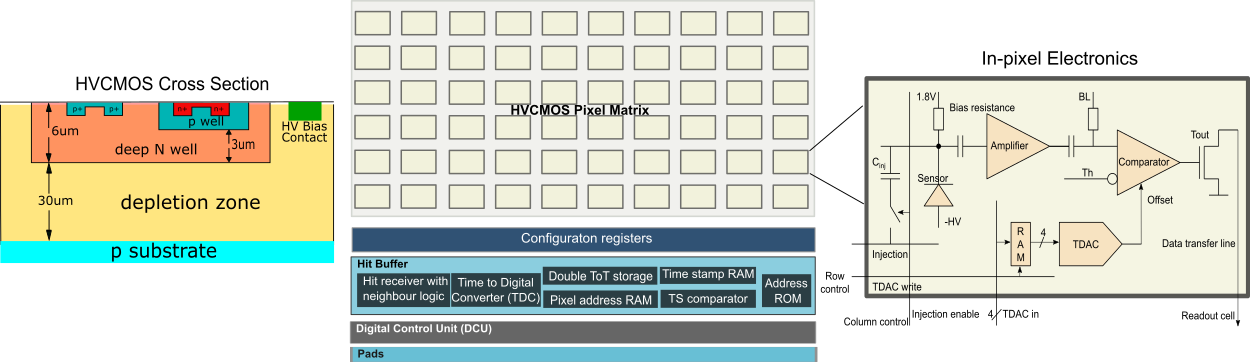 HVCMOS Cross Section
p+
p+
n+
n+
p well
HV Bias
Contact
6um
3um
deep N well
30um
depletion zone
p substrate
HVCMOS Pixel Matrix
Configuraton registers
Hit Buffer
Hit receiver with
neighbour logic
Time to Digital
Converter (TDC)
Double ToT storage
Pixel address RAM
Time stamp RAM
TS comparator
Address
ROM
Digital Control Unit (DCU)
Pads
In-pixel Electronics
1.8V
Bias resistance
BL
Tout
Amplifier
Comparator
Cinj
Sensor
Th
Offset
-HV
R
A
M
4
TDAC
Data transfer line
Injection
Row
control
TDAC write
Column control
Injection enable
4
TDAC in
Readout cell